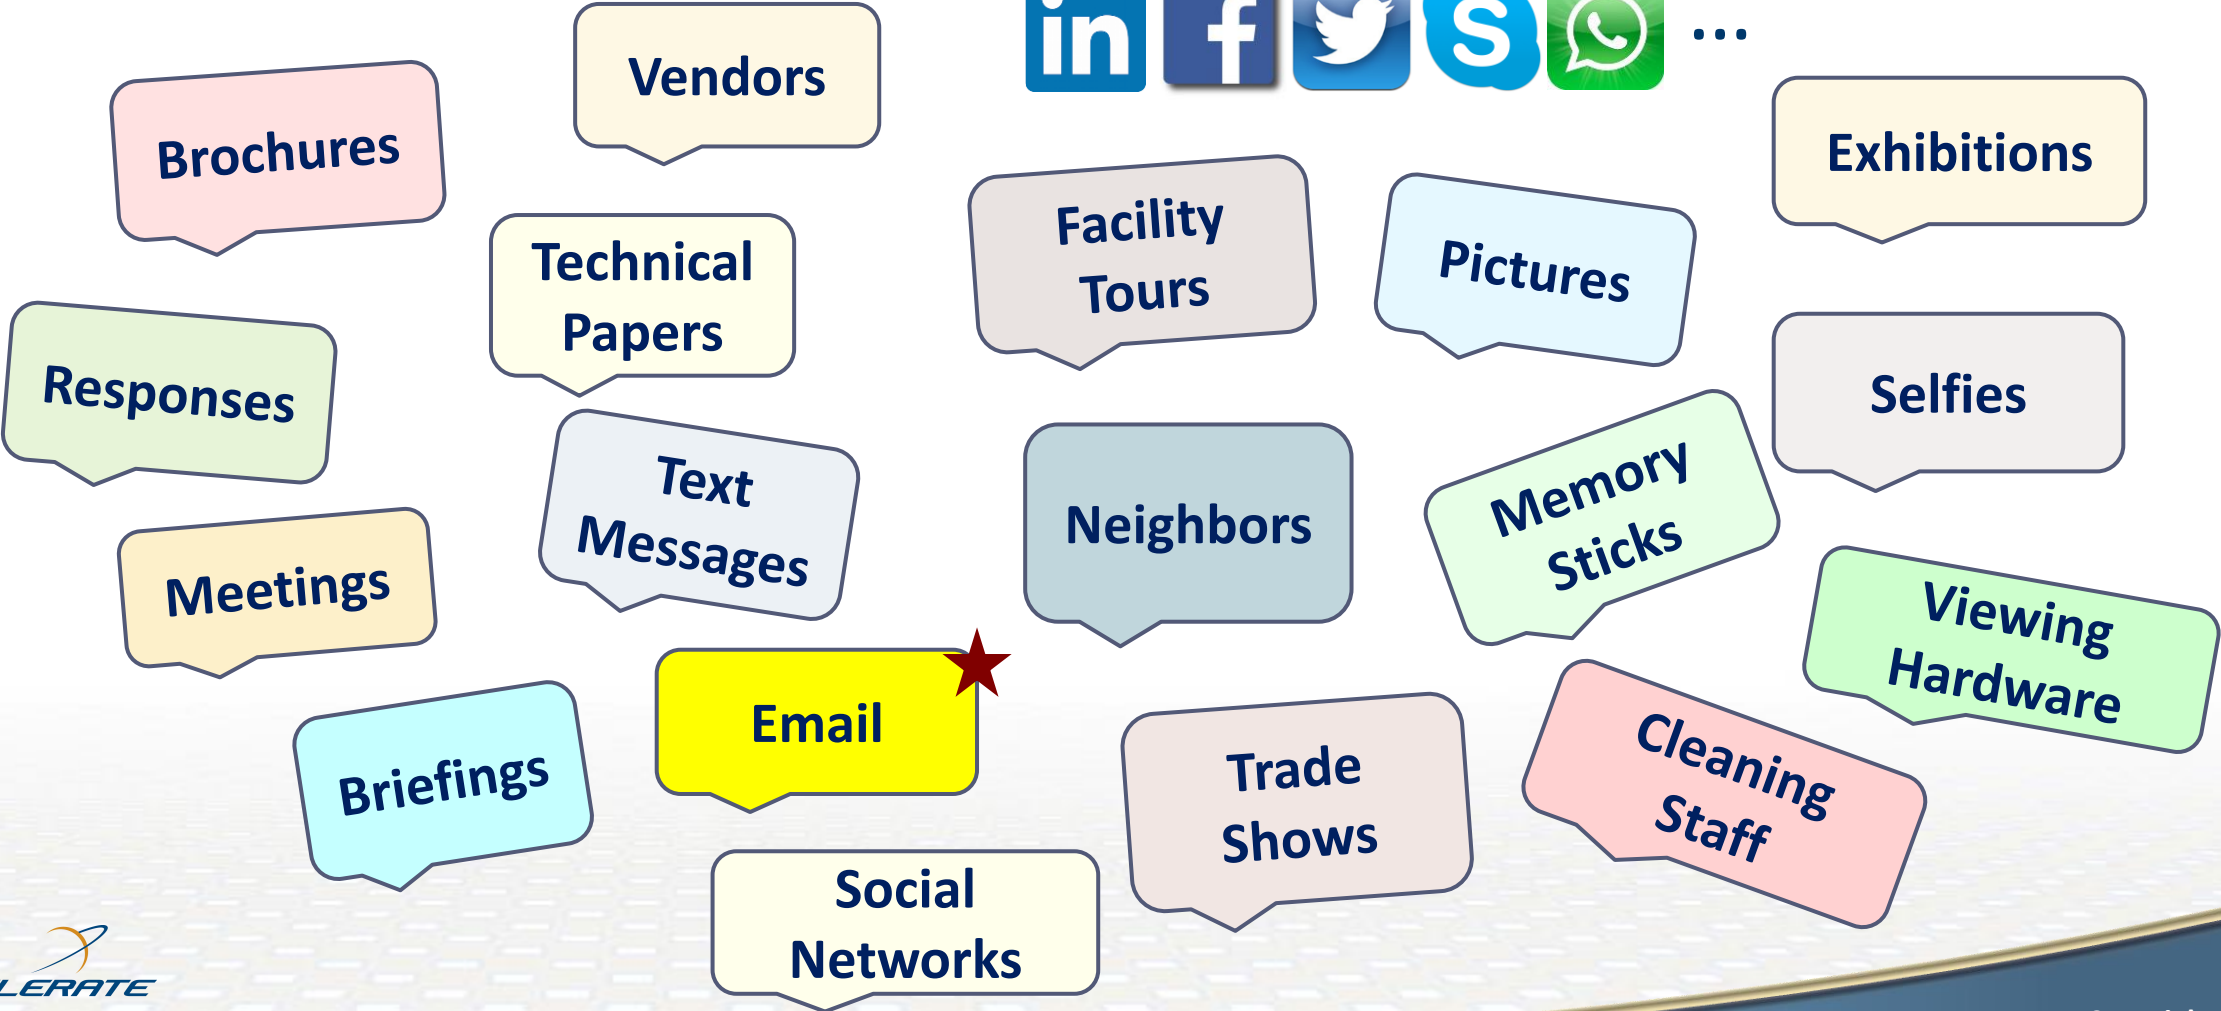 in f S ...
Vendors
Brochures
Exhibitions
Facility
Tours
Pictures
Technical
Papers
Responses
Selfies
Text
Messages
Neighbors
Memory
Sticks
Meetings
Viewing
Hardware
Email
Briefings
Trade
Shows
Cleaning
Staff
Social
Networks
LERATE